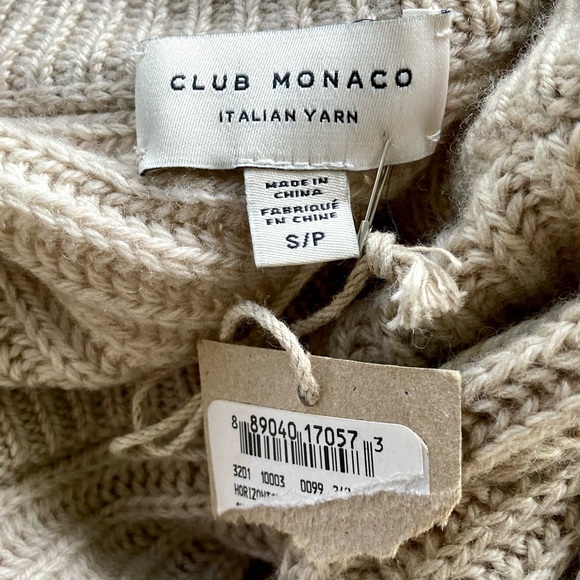 CLUB MONACO
ITALIAN YARN
MADE IN
CHINA
FABRIQUÉ
EN CHINE
S/P
8 89040 17057 3
3201 10003 0099